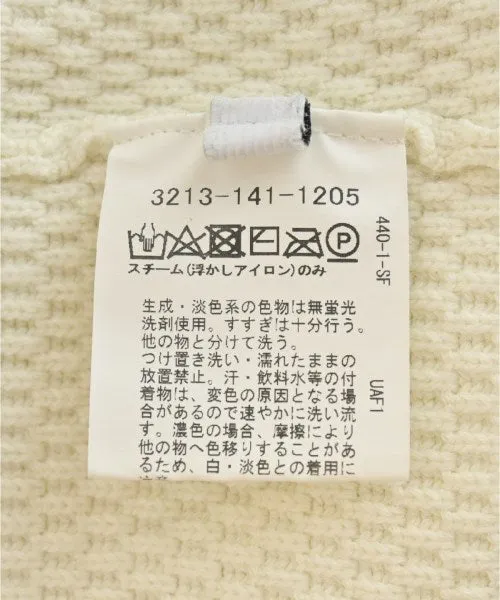 3213-141-1205
P
スチーム(浮かしアイロン)のみ
440-1-SF
生成・淡色系の色物は無蛍光
洗剤使用。すすぎは十分行う。
他の物と分けて洗う。
つけ置き洗い・濡れたままの
放置禁止。汗・飲料水等の付
着物は、変色の原因となる場
合があるので速やかに洗い流
す。濃色の場合、摩擦により
他の物へ色移りすることがあ
るため、白・淡色との着用に
UAF1